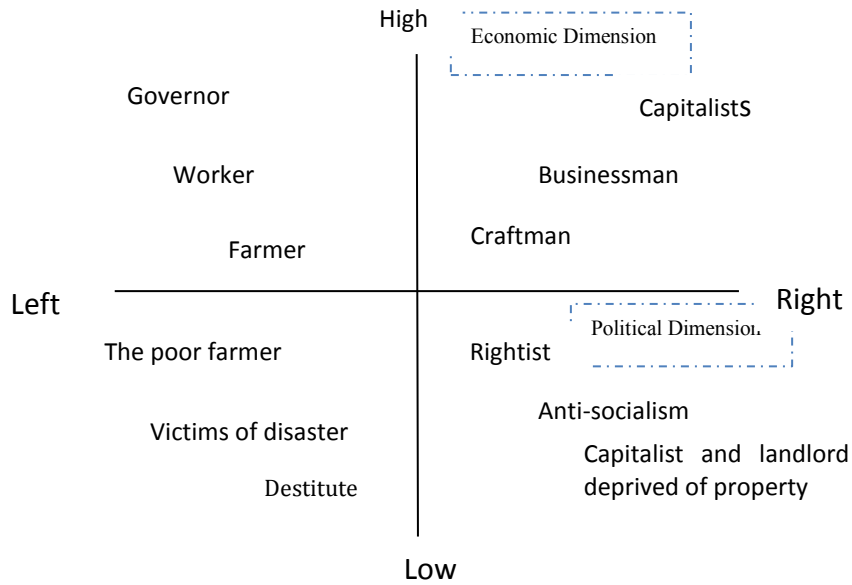 High
Economic Dimension
Governor
Capitalists
Worker
Businessman
Farmer
Craftman
Left
Right
Political Dimension
The poor farmer
Rightist
Victims of disaster
Anti-socialism
Capitalist and landlord
deprived of property
Destitute
Low